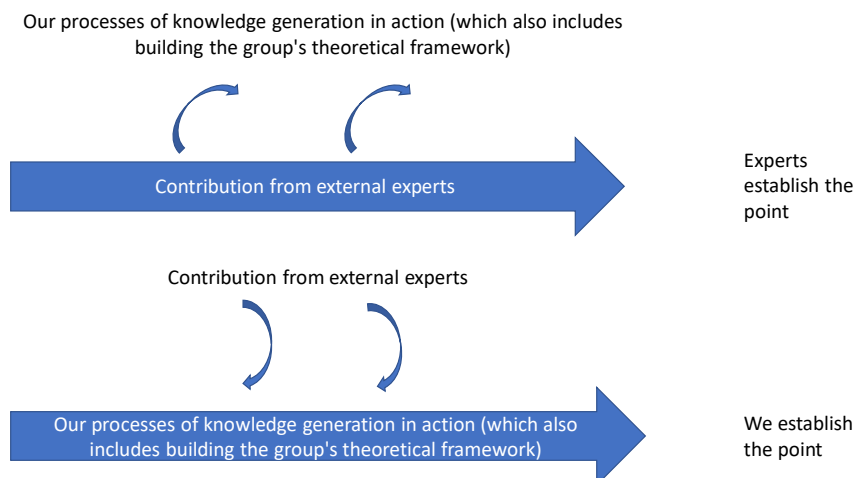 Our processes of knowledge generation in action (which also includes
building the group's theoretical framework)
Contribution from external experts
Experts
establish the
point
Contribution from external experts
Our processes of knowledge generation in action (which also
includes building the group's theoretical framework)
We establish
the point